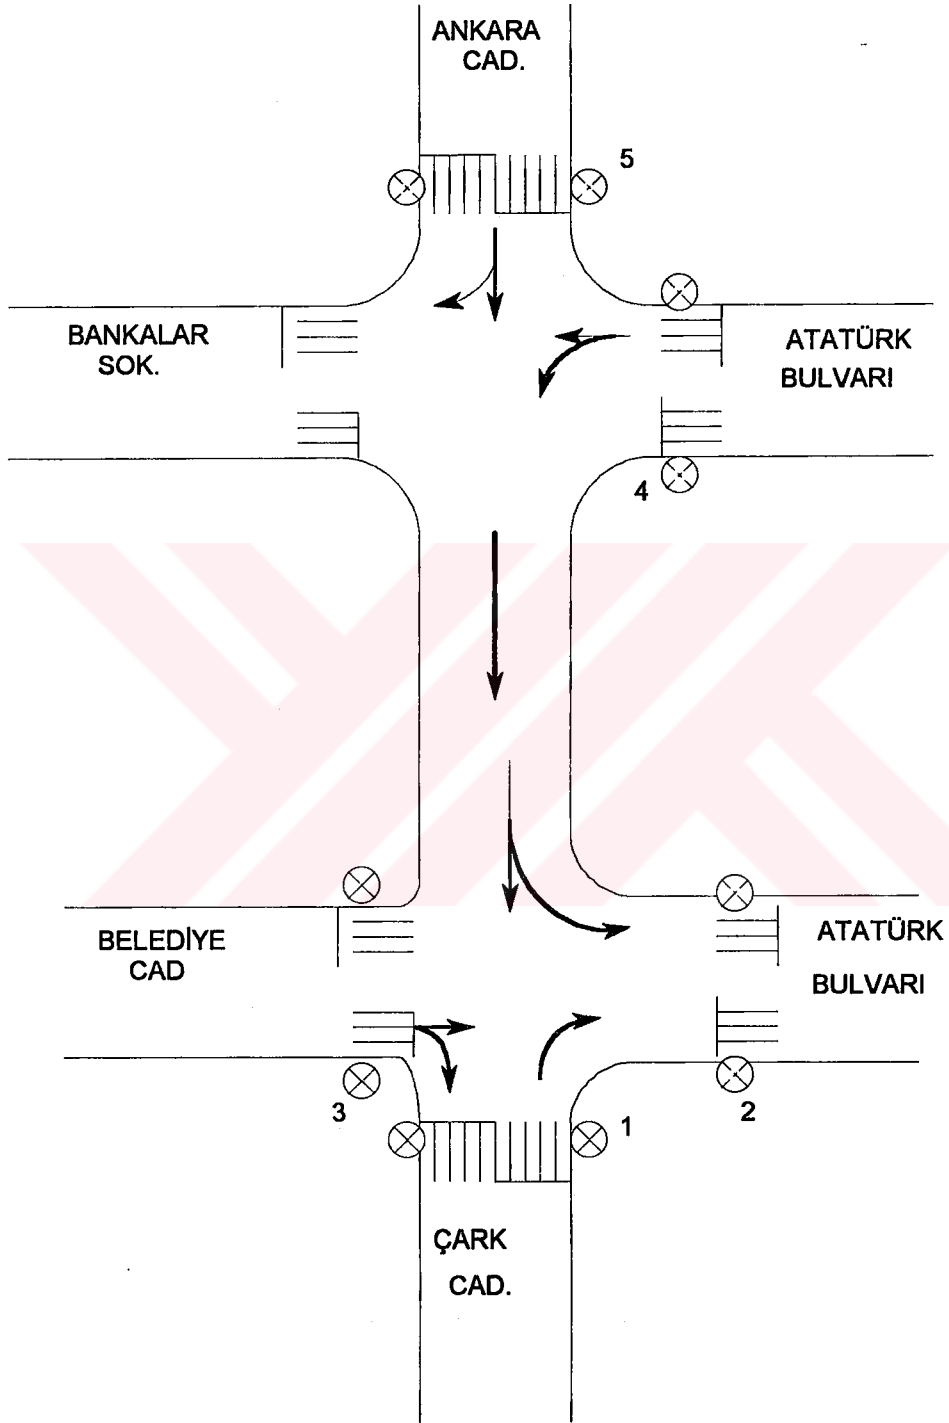 ANKARA
CAD.
5
BANKALAR
SOK.
ATATÜRK
BULVARI
4
BELEDİYE
CAD
ATATÜRK
BULVARI
3
1
2
ÇARK
CAD.